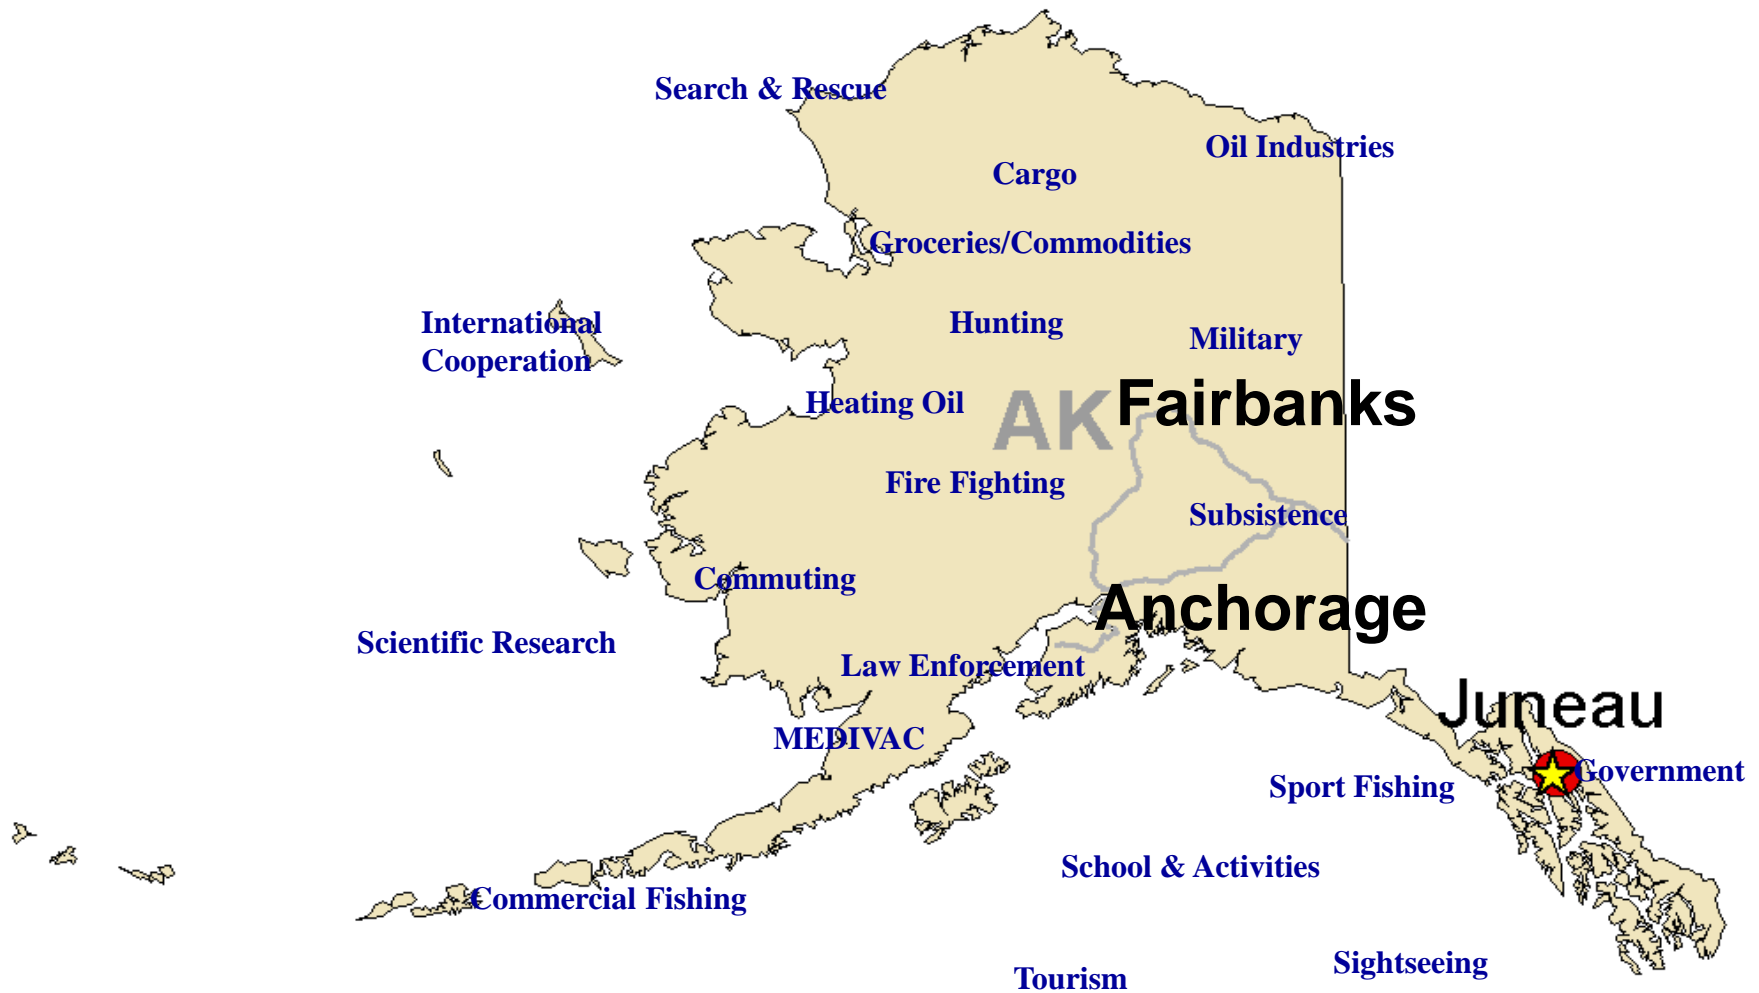 Search & Rescue
Oil Industries
Cargo
Groceries/Commodities
International
Cooperation
Hunting
Military
Heating Oil
AK
Fairbanks
Fire Fighting
Subsistence
Commuting
Anchorage
Scientific Research
Law Enforcement
Juneau
MEDIVAC
Government
Sport Fishing
School & Activities
Commercial Fishing
Sightseeing
Tourism